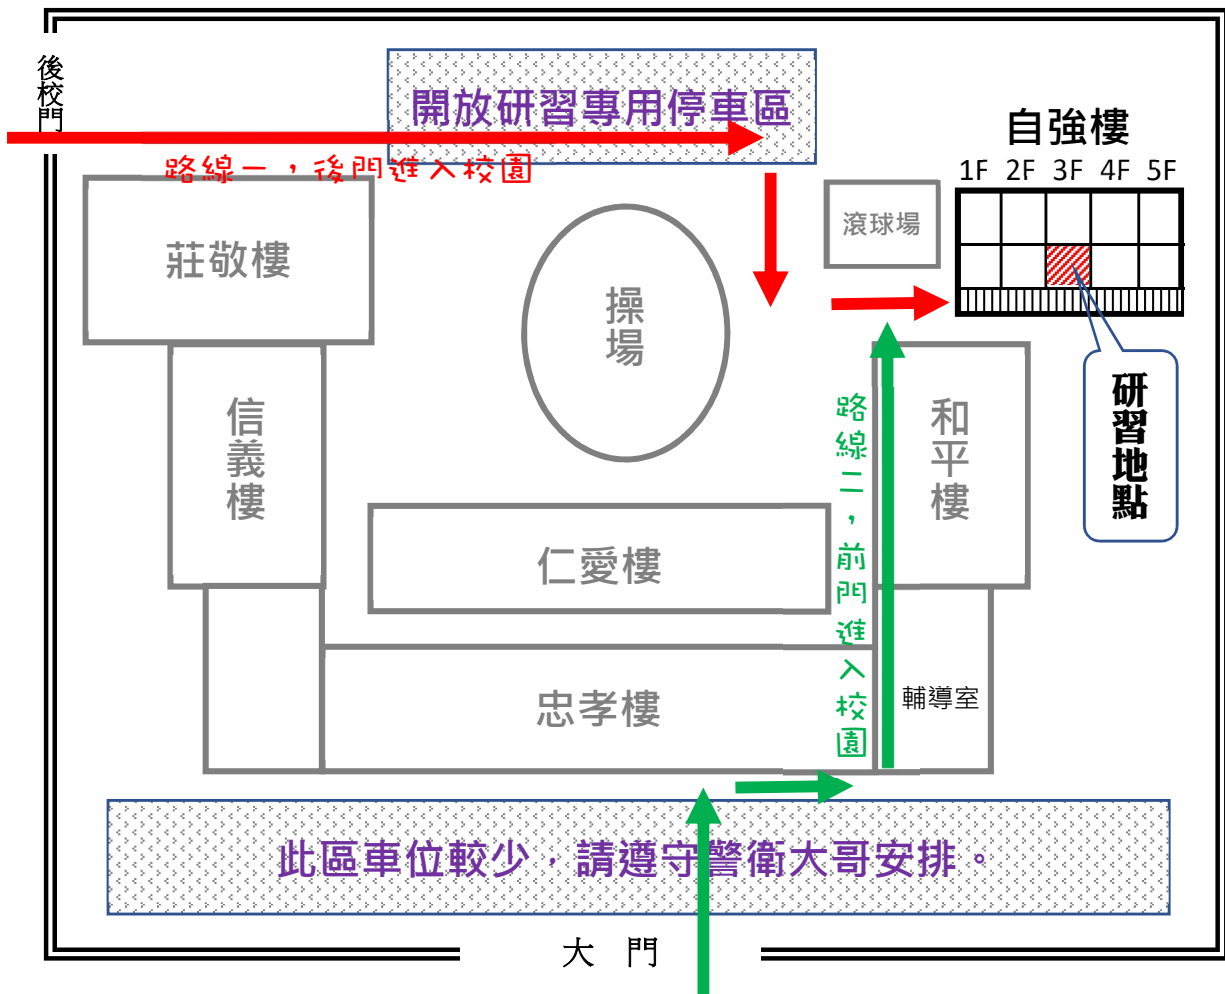 後校門
開放研習專用停車區
路線一，後門進入校園
自強樓
1F 2F 3F 4F 5F
滾球場
莊敬樓
操場
研習地點
信義樓
路線二，前門進入校園
和平樓
仁愛樓
忠孝樓
輔導室
此區車位較少，請遵守警衛大哥安排。
大 門